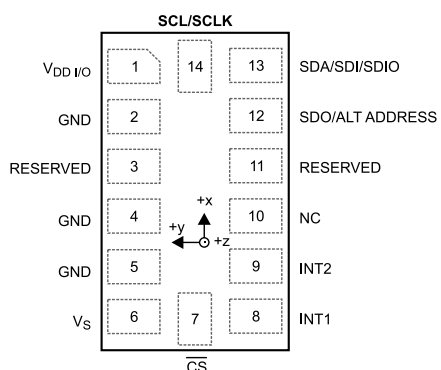 SCL/SCLK
V_DD I/O 1 14 13 SDA/SDI/SDIO
GND 2 12 SDO/ALT ADDRESS
RESERVED 3 11 RESERVED
+x
GND 4 10 NC
+y +z
GND 5 9 INT2
V_S 6 7 8 INT1
C̅S̅